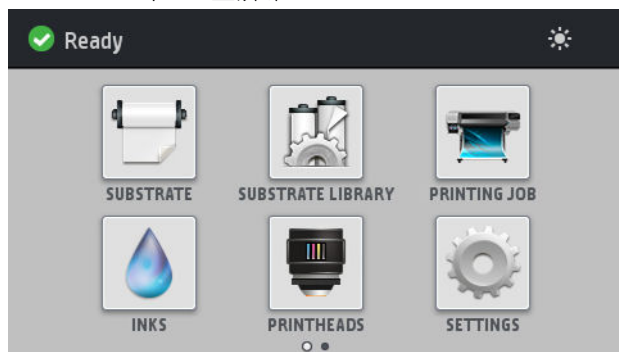 Ready
SUBSTRATE
SUBSTRATE LIBRARY
PRINTING JOB
INKS
PRINTHEADS
SETTINGS